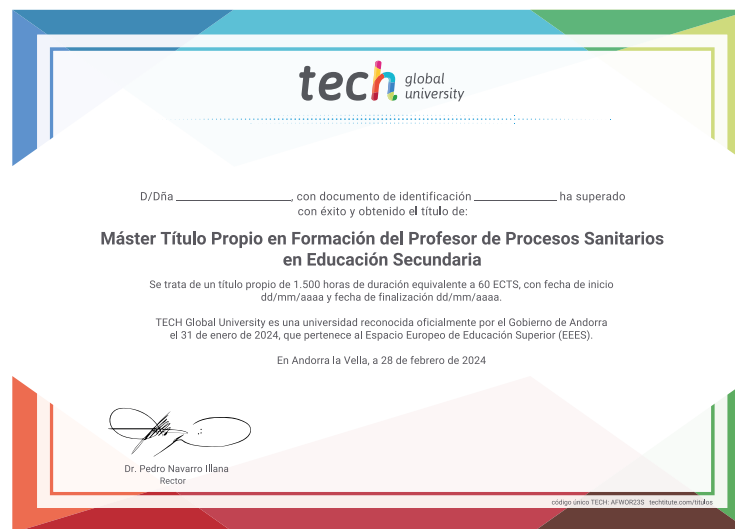 tech global university
D/Dña ____________________, con documento de identificación ______________ ha superado
con éxito y obtenido el título de:
Máster Título Propio en Formación del Profesor de Procesos Sanitarios
en Educación Secundaria
Se trata de un título propio de 1.500 horas de duración equivalente a 60 ECTS, con fecha de inicio
dd/mm/aaaa y fecha de finalización dd/mm/aaaa.
TECH Global University es una universidad reconocida oficialmente por el Gobierno de Andorra
el 31 de enero de 2024, que pertenece al Espacio Europeo de Educación Superior (EEES).
En Andorra la Vella, a 28 de febrero de 2024
Dr. Pedro Navarro Illana
Rector
código único TECH: AFWOR23S techtitute.com/titulos